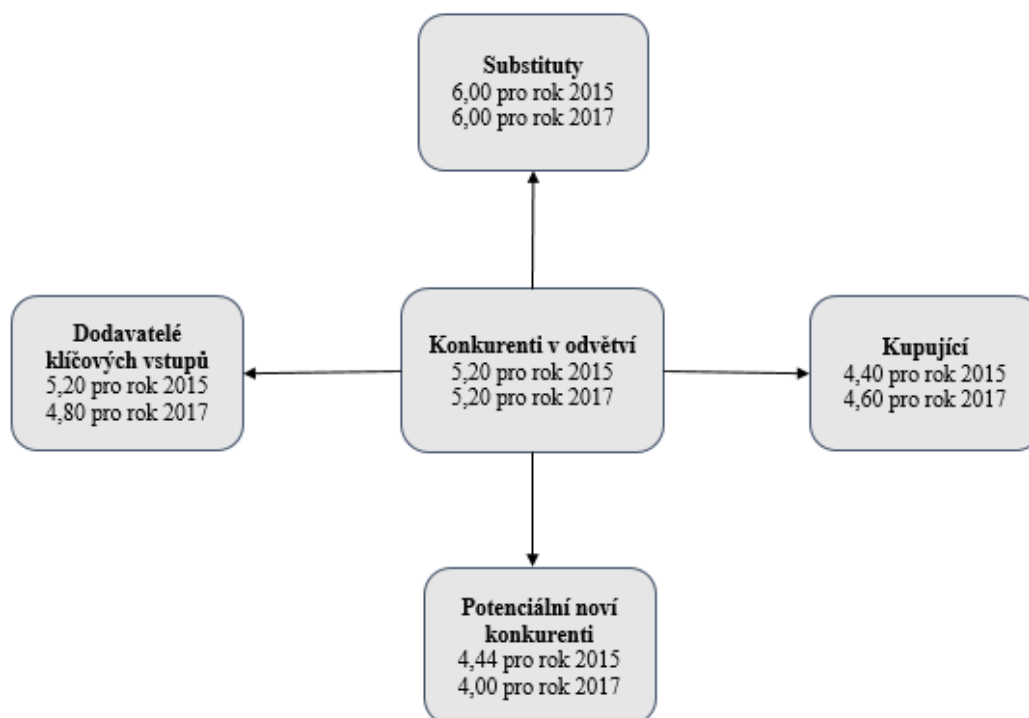 Substituty
6,00 pro rok 2015
6,00 pro rok 2017
Dodavatelé
klíčových vstupů
5,20 pro rok 2015
4,80 pro rok 2017
Konkurenti v odvětví
5,20 pro rok 2015
5,20 pro rok 2017
Kupující
4,40 pro rok 2015
4,60 pro rok 2017
Potenciální noví
konkurenti
4,44 pro rok 2015
4,00 pro rok 2017